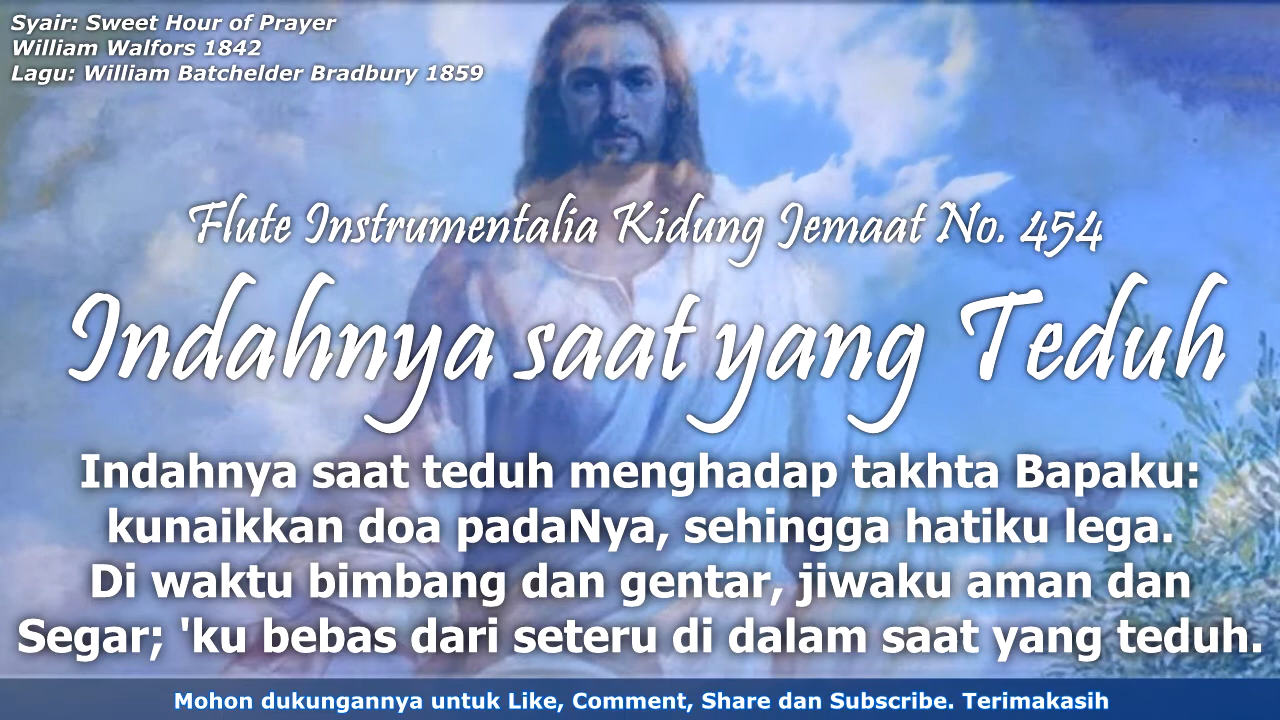 Syair: Sweet Hour of Prayer
William Walfors 1842
Lagu: William Batchelder Bradbury 1859
Flute Instrumentalia Kidung Jemaat No. 454
Indahnya saat yang Teduh
Indahnya saat teduh menghadap takhta Bapaku:
kunaikkan doa padaNya, sehingga hatiku lega.
Di waktu bimbang dan gentar, jiwaku aman dan
Segar; 'ku bebas dari seteru di dalam saat yang teduh.
Mohon dukungannya untuk Like, Comment, Share dan Subscribe. Terimakasih